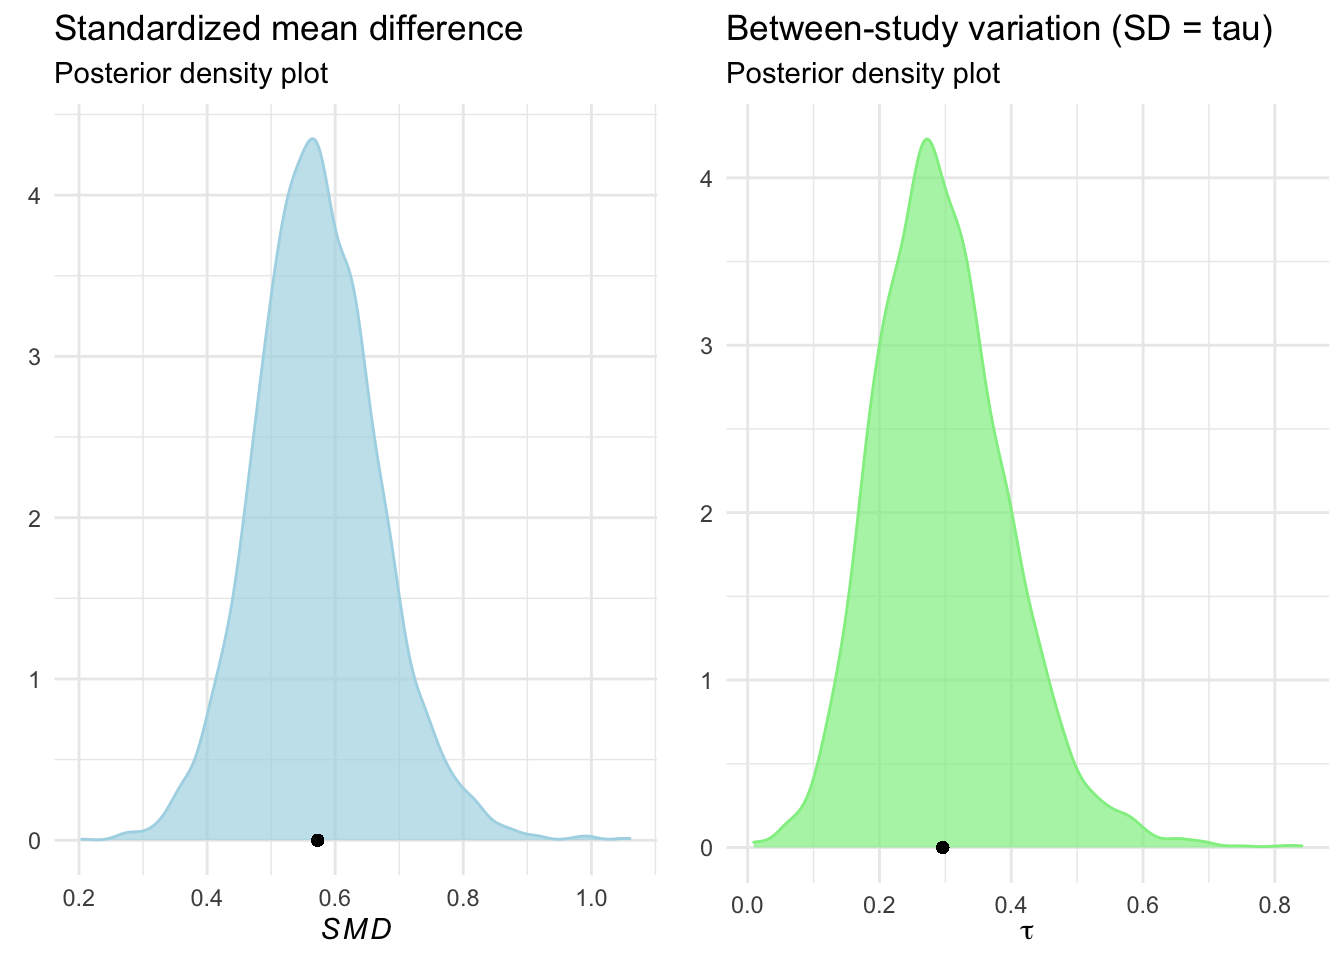 Standardized mean difference
Posterior density plot
4
3
2
1
0
0.2 0.4 0.6 0.8 1.0
SMD
Between-study variation (SD = tau)
Posterior density plot
4
3
2
1
0
0.0 0.2 0.4 0.6 0.8
τ